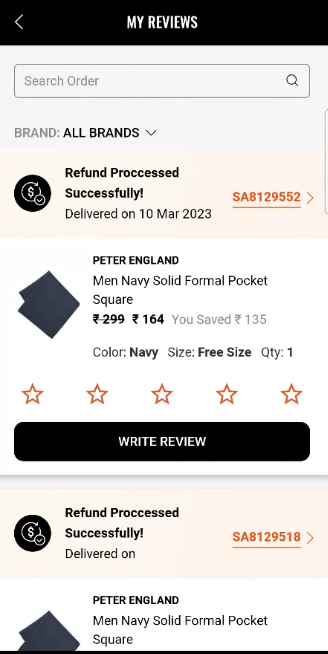 MY REVIEWS
Search Order
BRAND: ALL BRANDS
Refund Proccessed
Successfully!
Delivered on 10 Mar 2023
SA8129552
PETER ENGLAND
Men Navy Solid Formal Pocket
Square
₹ 299 ₹ 164 You Saved ₹ 135
Color: Navy Size: Free Size Qty: 1
WRITE REVIEW
Refund Proccessed
Successfully!
Delivered on
SA8129518
PETER ENGLAND
Men Navy Solid Formal Pocket
Square